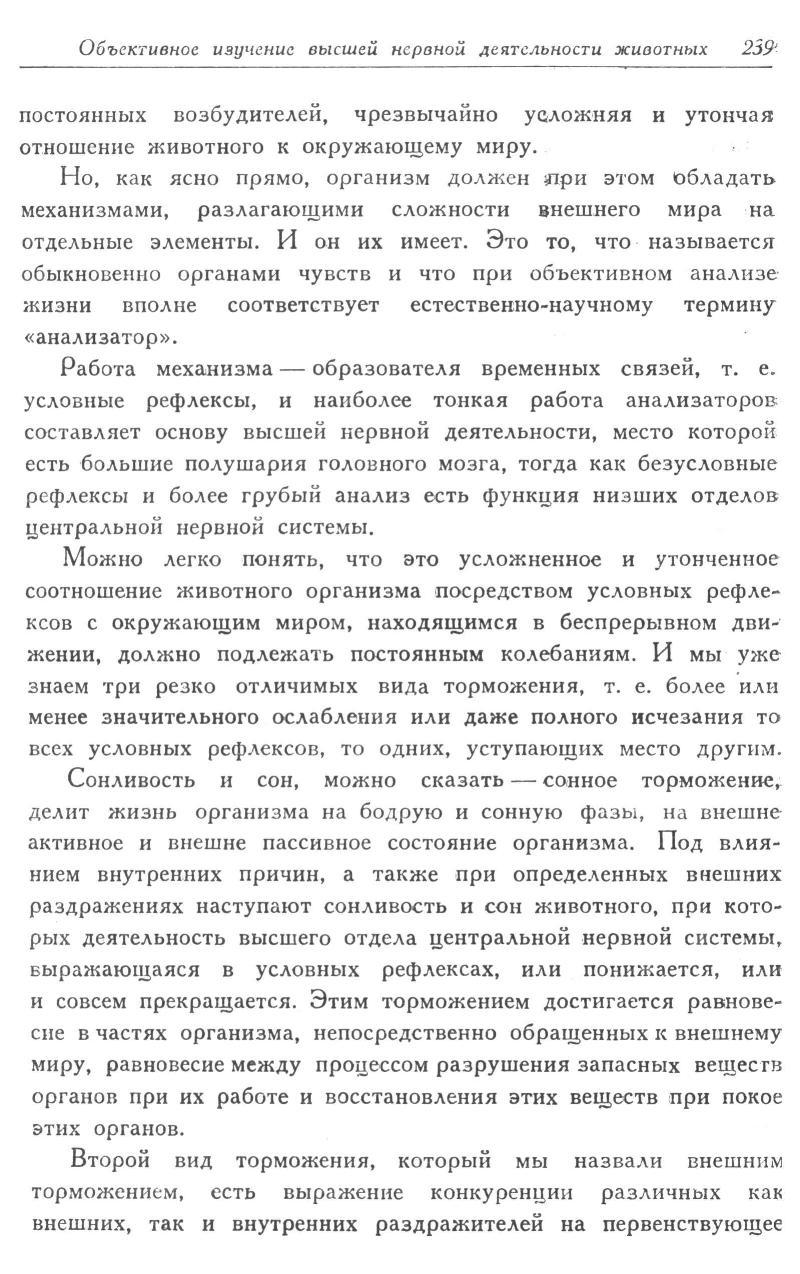 Объективное изучение высшей нервной деятельности животных 239
постоянных возбудителей, чрезвычайно усложняя и утончая
отношение животного к окружающему миру.
Но, как ясно прямо, организм должен при этом обладать
механизмами, разлагающими сложности внешнего мира на
отдельные элементы. И он их имеет. Это то, что называется
обыкновенно органами чувств и что при объективном анализе
жизни вполне соответствует естественно-научному термину
«анализатор».
Работа механизма — образователя временных связей, т. е.
условные рефлексы, и наиболее тонкая работа анализаторов
составляет основу высшей нервной деятельности, место которой
есть большие полушария головного мозга, тогда как безусловные
рефлексы и более грубый анализ есть функция низших отделов
центральной нервной системы.
Можно легко понять, что это усложненное и утонченное
соотношение животного организма посредством условных рефле-
ксов с окружающим миром, находящимся в беспрерывном дви-
жении, должно подлежать постоянным колебаниям. И мы уже
знаем три резко отличимых вида торможения, т. е. более или
менее значительного ослабления или даже полного исчезания то
всех условных рефлексов, то одних, уступающих место другим.
Сонливость и сон, можно сказать — сонное торможение,
делит жизнь организма на бодрую и сонную фазы, на внешне
активное и внешне пассивное состояние организма. Под влия-
нием внутренних причин, а также при определенных внешних
раздражениях наступают сонливость и сон животного, при кото-
рых деятельность высшего отдела центральной нервной системы,
выражающаяся в условных рефлексах, или понижается, или
и совсем прекращается. Этим торможением достигается равнове-
сие в частях организма, непосредственно обращенных к внешнему
миру, равновесие между процессом разрушения запасных веществ
органов при их работе и восстановления этих веществ при покое
этих органов.
Второй вид торможения, который мы назвали внешним
торможением, есть выражение конкуренции различных как
внешних, так и внутренних раздражителей на первенствующее